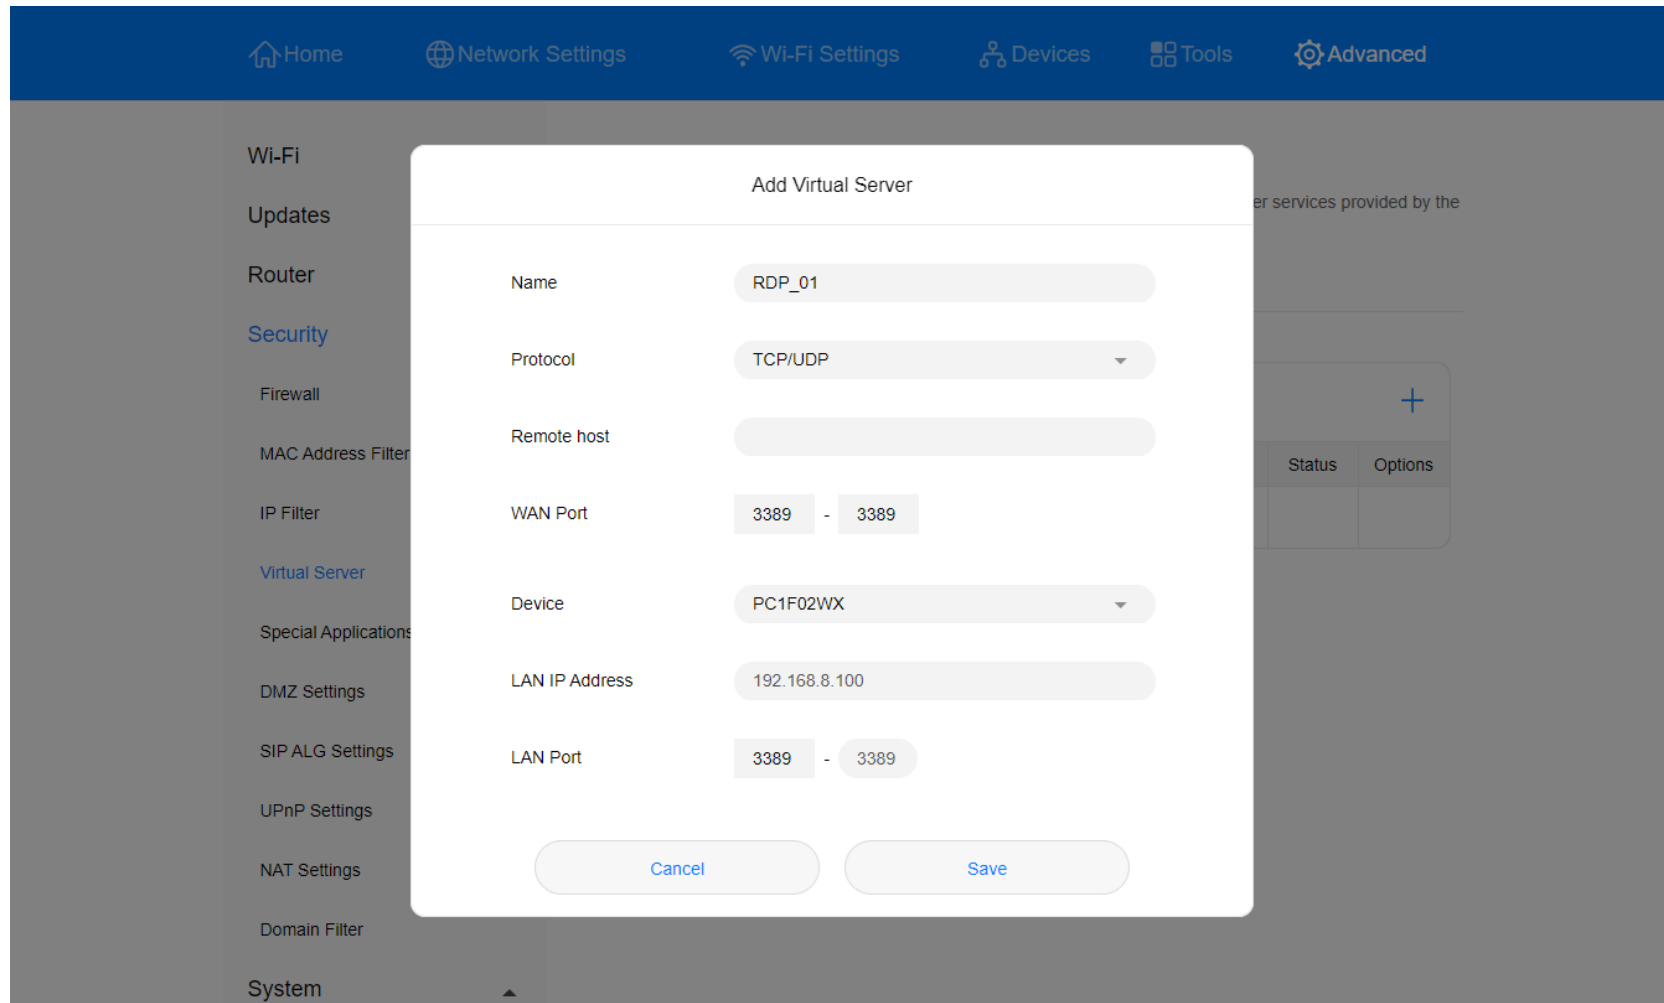 Home Network Settings Wi-Fi Settings Devices Tools Advanced
Wi-Fi
Updates
Router
Security
Firewall
MAC Address Filter
IP Filter
Virtual Server
Special Applications
DMZ Settings
SIP ALG Settings
UPnP Settings
NAT Settings
Domain Filter
System
er services provided by the
Status Options
Add Virtual Server
Name RDP_01
Protocol TCP/UDP
Remote host
WAN Port 3389 - 3389
Device PC1F02WX
LAN IP Address 192.168.8.100
LAN Port 3389 - 3389
Cancel Save